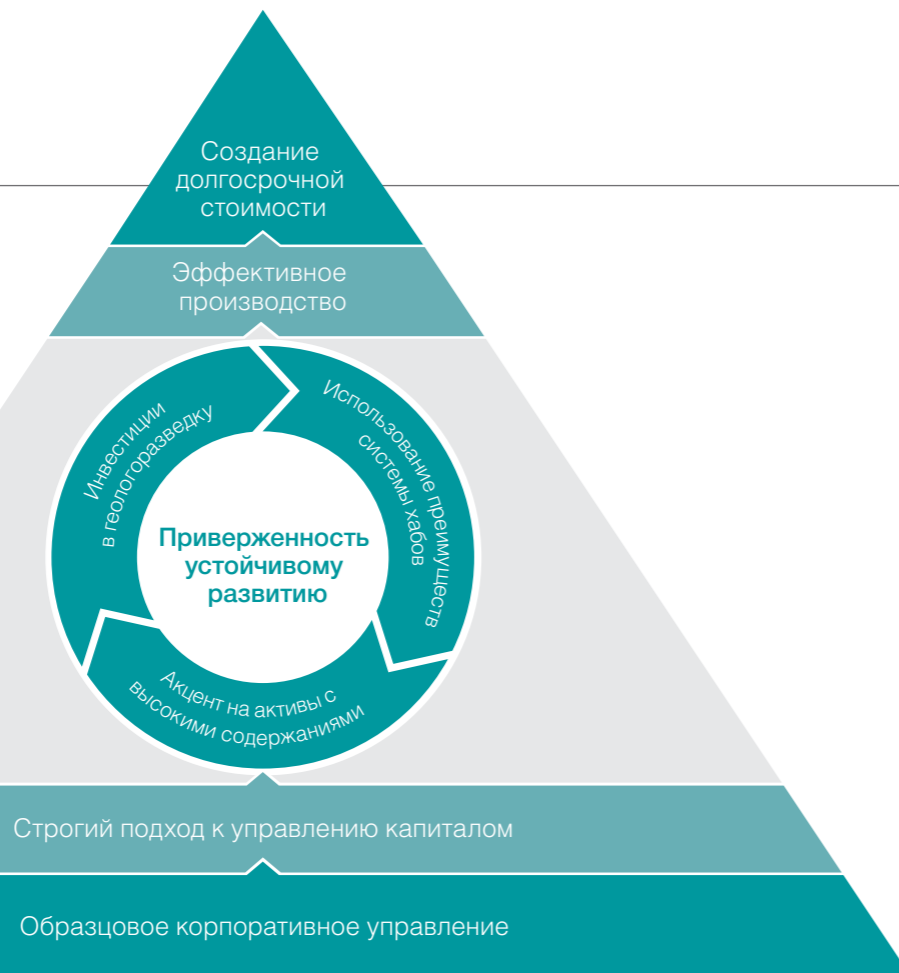 Создание
долгосрочной
стоимости
Эффективное
производство
Инвестиции
в геологоразведку
Использование преимуществ
системы хабов
Приверженность
устойчивому
развитию
Акцент на активы с
высокими содержаниями
Строгий подход к управлению капиталом
Образцовое корпоративное управление